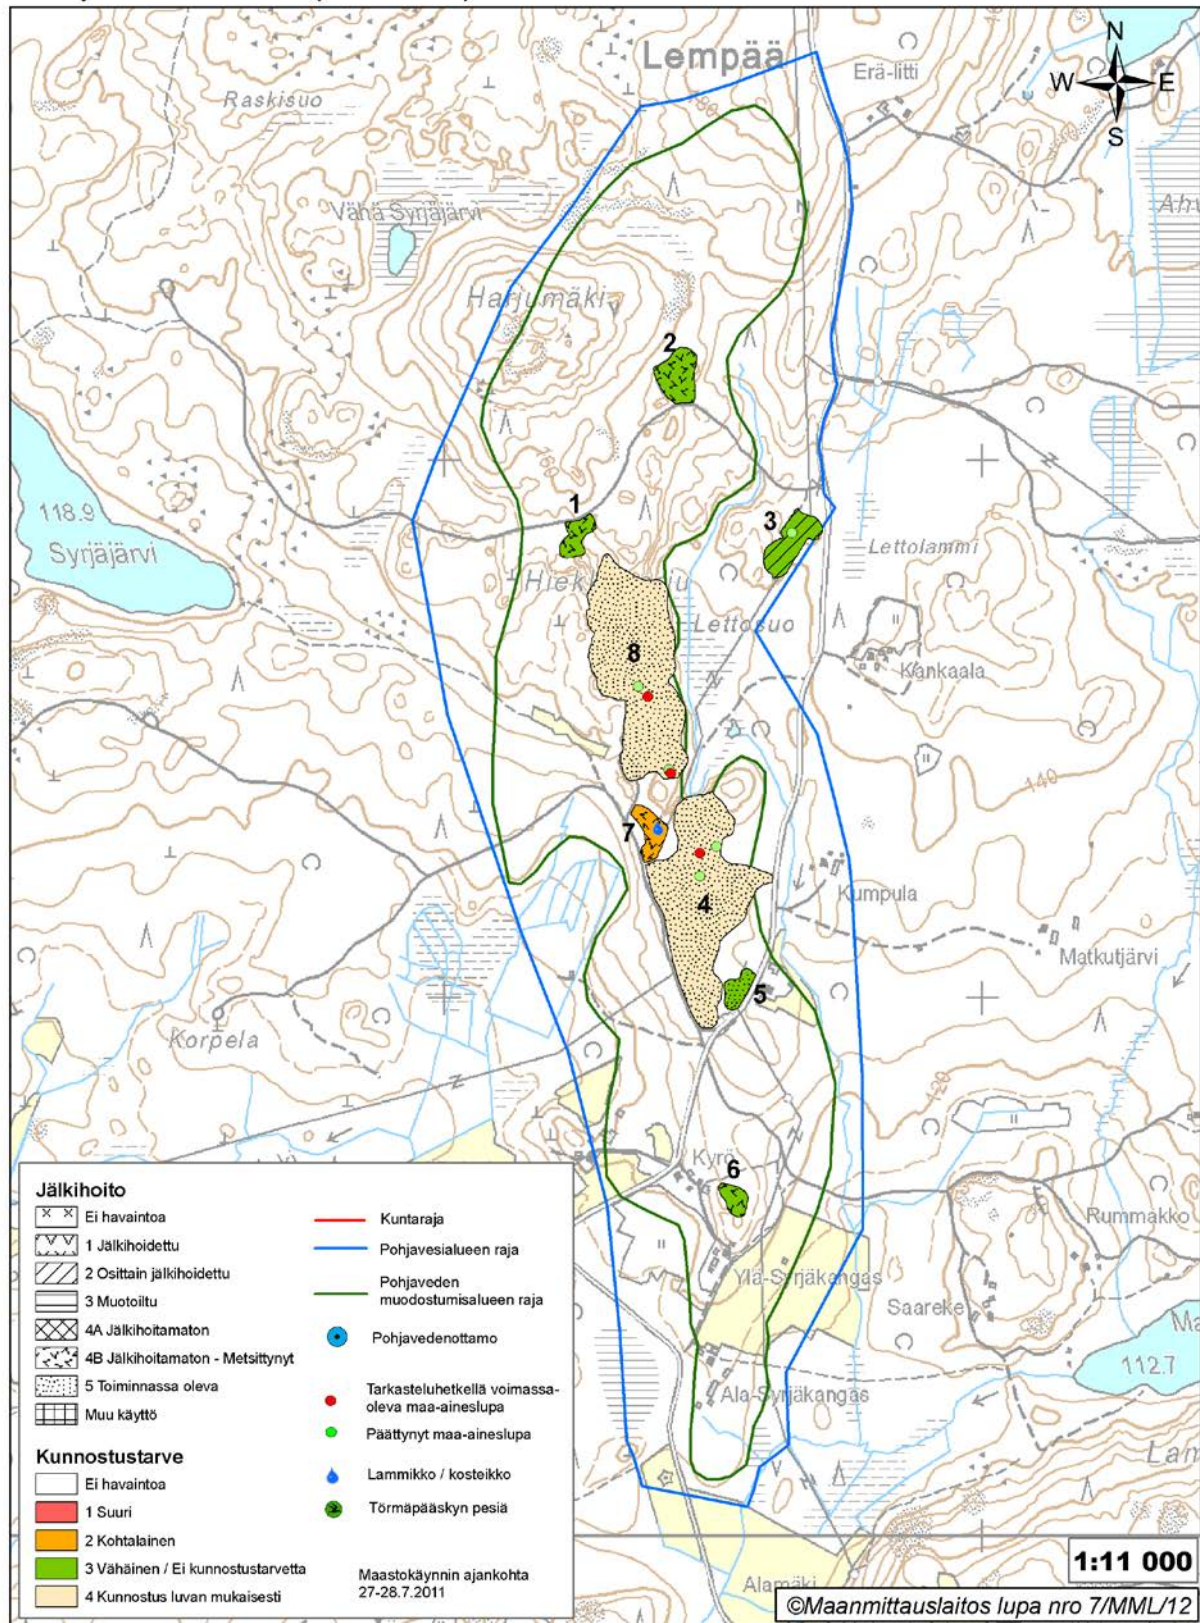 Lempää
N
W
E
S
Erä-Iitti
Raskisuo
Vähä Syrjäjärvi
Harjumäki
2
118.9
Syrjäjärvi
1
3
Lettolammi
Lettosuo
8
Kankaala
140
7
4
Kumpula
Matkutjärvi
5
Korpela
120
Kyrö
6
Rummakko
Ylä-Syrjäkangas
Saareke
112.7
Ala-Syrjäkangas
Alamäki
Jälkihoito
Ei havaintoa
1 Jälkihoidettu
2 Osittain jälkihoidettu
3 Muotoiltu
4A Jälkihoitamaton
4B Jälkihoitamaton - Metsittynyt
5 Toiminnassa oleva
Muu käyttö
Kunnostustarve
Ei havaintoa
1 Suuri
2 Kohtalainen
3 Vähäinen / Ei kunnostustarvetta
4 Kunnostus luvan mukaisesti
Kuntaraja
Pohjavesialueen raja
Pohjaveden
muodostumisalueen raja
Pohjavedenottamo
Tarkasteluhetkellä voimassa-
oleva maa-aineslupa
Päättynyt maa-aineslupa
Lammikko / kosteikko
Törmäpääskyn pesiä
Maastokäynnin ajankohta
27-28.7.2011
1:11 000
©Maanmittauslaitos lupa nro 7/MML/12